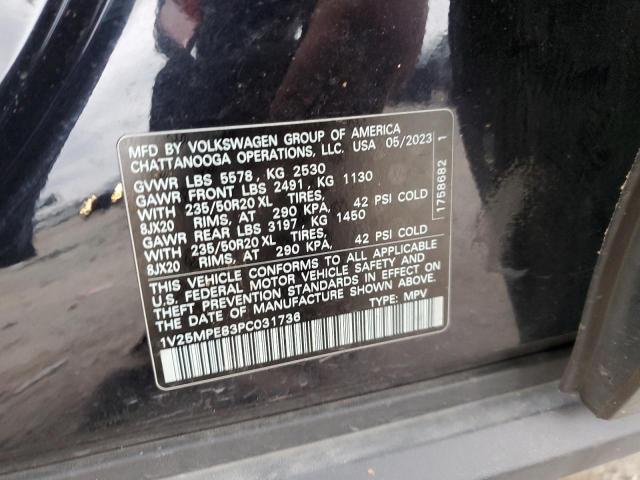 MFD BY VOLKSWAGEN GROUP OF AMERICA
CHATTANOOGA OPERATIONS, LLC. USA 05/2023 1
GVWR LBS 5578, KG 2530
GAWR FRONT LBS 2491, KG 1130
WITH 235/50R20 XL TIRES,
8JX20 RIMS, AT 290 KPA, 42 PSI COLD
GAWR REAR LBS 3197, KG 1450
WITH 235/50R20 XL TIRES,
8JX20 RIMS, AT 290 KPA, 42 PSI COLD
THIS VEHICLE CONFORMS TO ALL APPLICABLE
U.S. FEDERAL MOTOR VEHICLE SAFETY AND
THEFT PREVENTION STANDARDS IN EFFECT ON
THE DATE OF MANUFACTURE SHOWN ABOVE.
1V25MPE83PC031736 TYPE: MPV
1758682